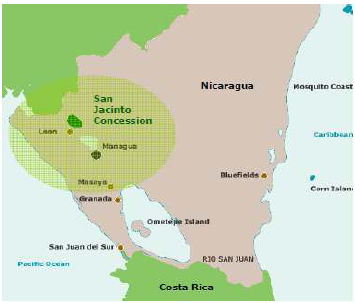 Nicaragua
San
Jacinto
Concession
Mosquito Coast
Leon
Caribbean
Managua
Bluefields
Masaya
Corn Island
Granada
Ometepe Island
San Juan del Sur
RIO SAN JUAN
Pacific Ocean
Costa Rica